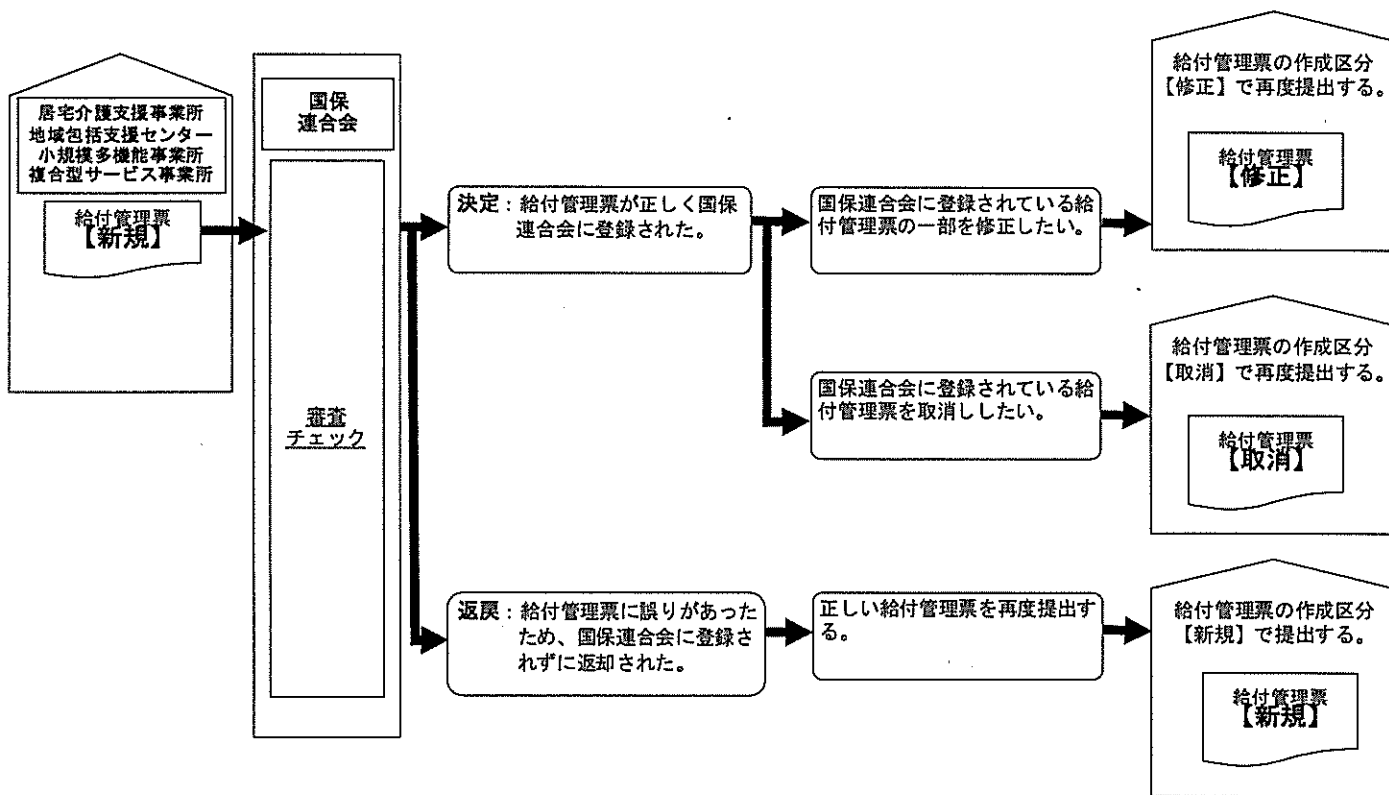 居宅介護支援事業所
地域包括支援センター
小規模多機能事業所
複合型サービス事業所
給付管理票
【新規】
国保
連合会
審査
チェック
決定：給付管理票が正しく国保
連合会に登録された。
国保連合会に登録されている給
付管理票の一部を修正したい。
給付管理票の作成区分
【修正】で再度提出する。
給付管理票
【修正】
国保連合会に登録されている給
付管理票を取消ししたい。
給付管理票の作成区分
【取消】で再度提出する。
給付管理票
【取消】
返戻：給付管理票に誤りがあった
ため、国保連合会に登録さ
れずに返却された。
正しい給付管理票を再度提出す
る。
給付管理票の作成区分
【新規】で提出する。
給付管理票
【新規】